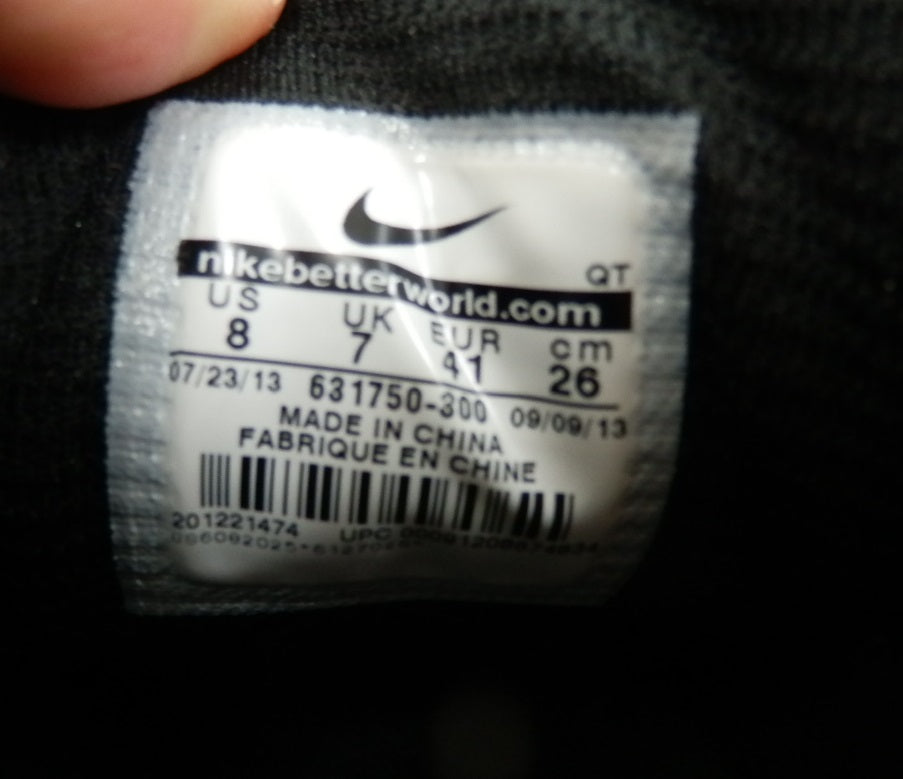 nikebetterworld.com
QT
US UK EUR cm
8 7 41 26
07/23/13 631750-300 09/09/13
MADE IN CHINA
FABRIQUE EN CHINE
201221474 UPC